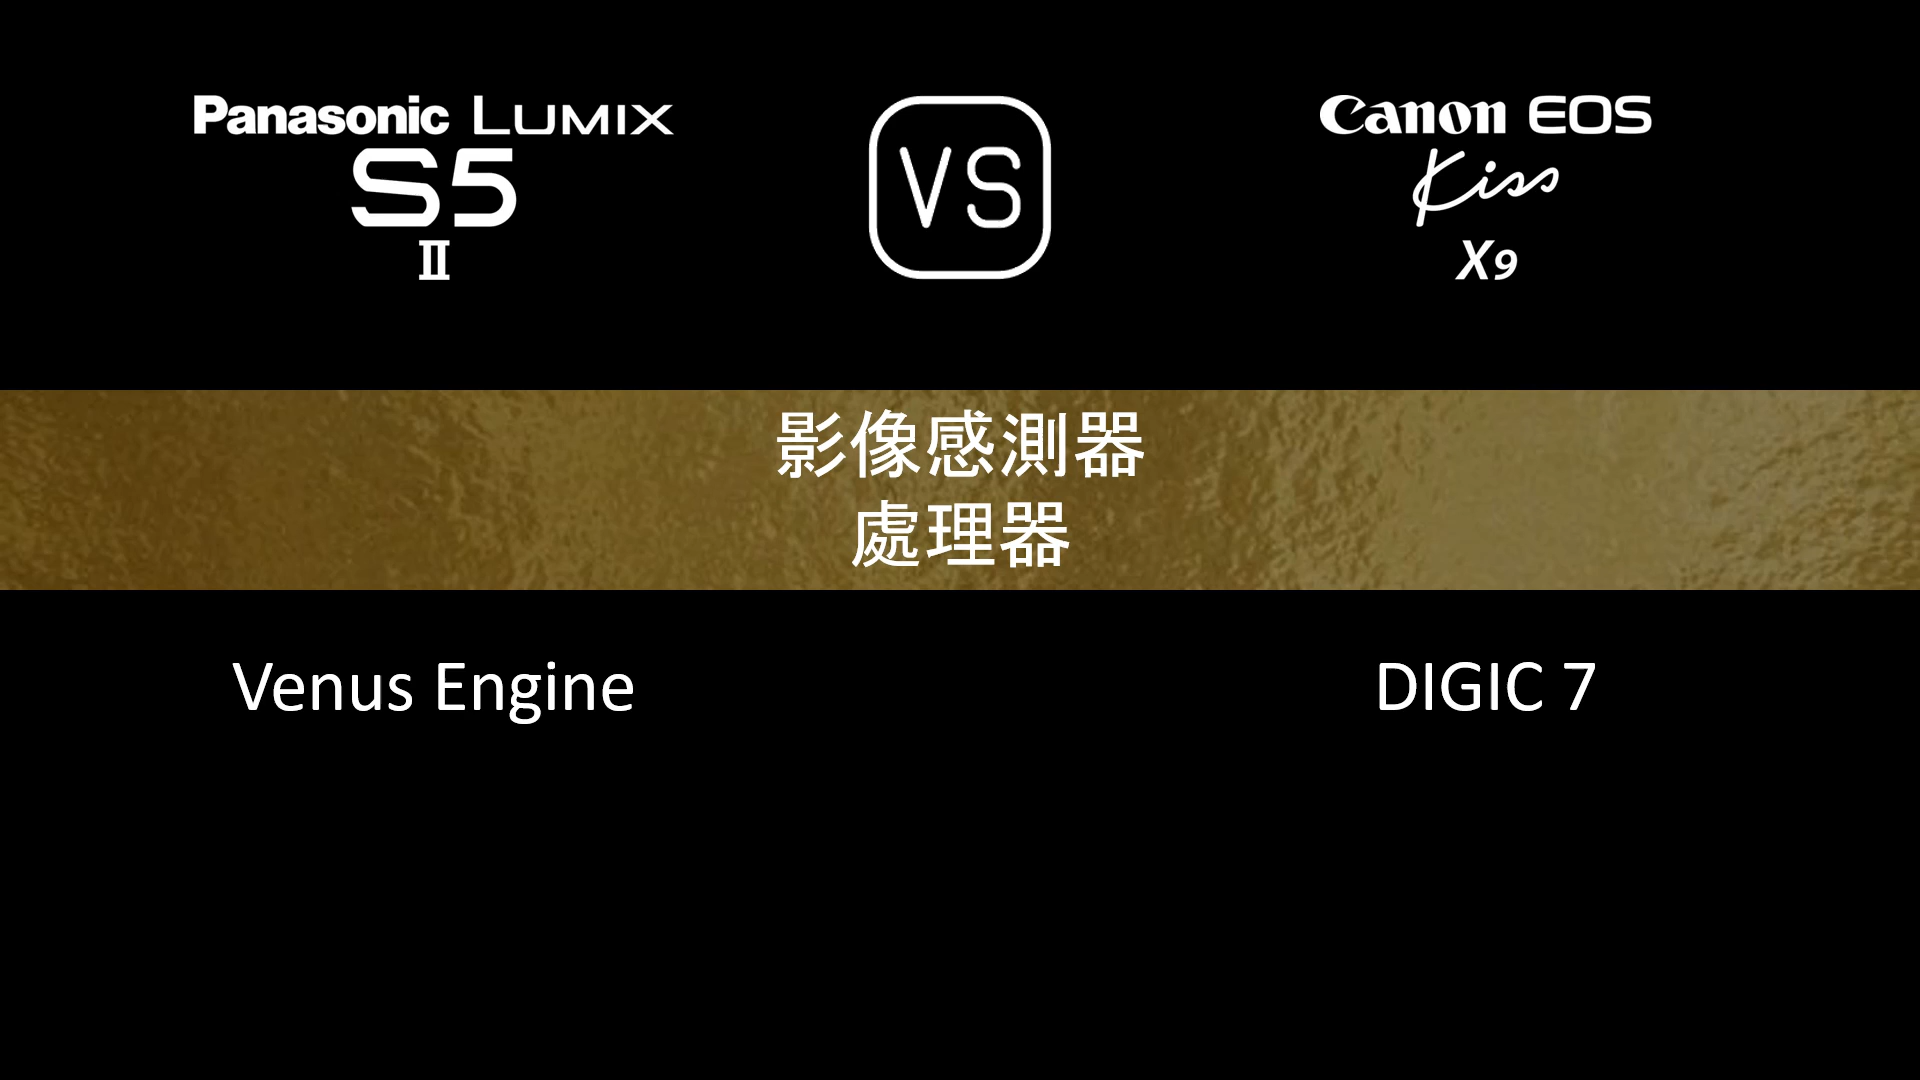 Panasonic LUMIX
S5
II
VS
Canon EOS
Kiss
X9
影像感測器
處理器
Venus Engine
DIGIC 7